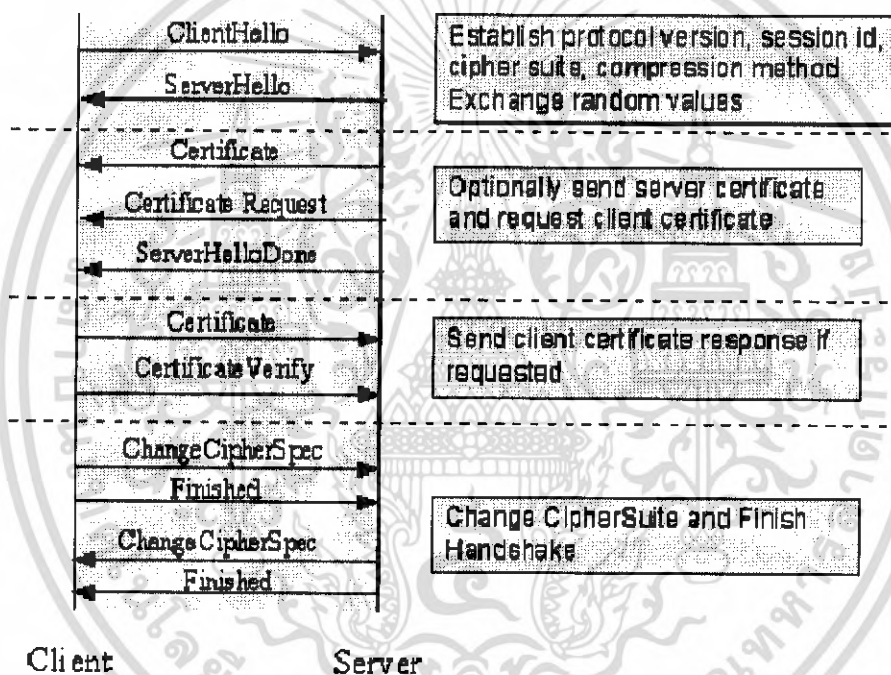 ClientHello
ServerHello
Establish protocol version, session id,
cipher suite, compression method
Exchange random values
Certificate
Certificate Request
ServerHelloDone
Optionally send server certificate
and request client certificate
Certificate
CertificateVerify
Send client certificate response if
requested
ChangeCipherSpec
Finished
ChangeCipherSpec
Finished
Change CipherSuite and Finish
Handshake
Client
Server